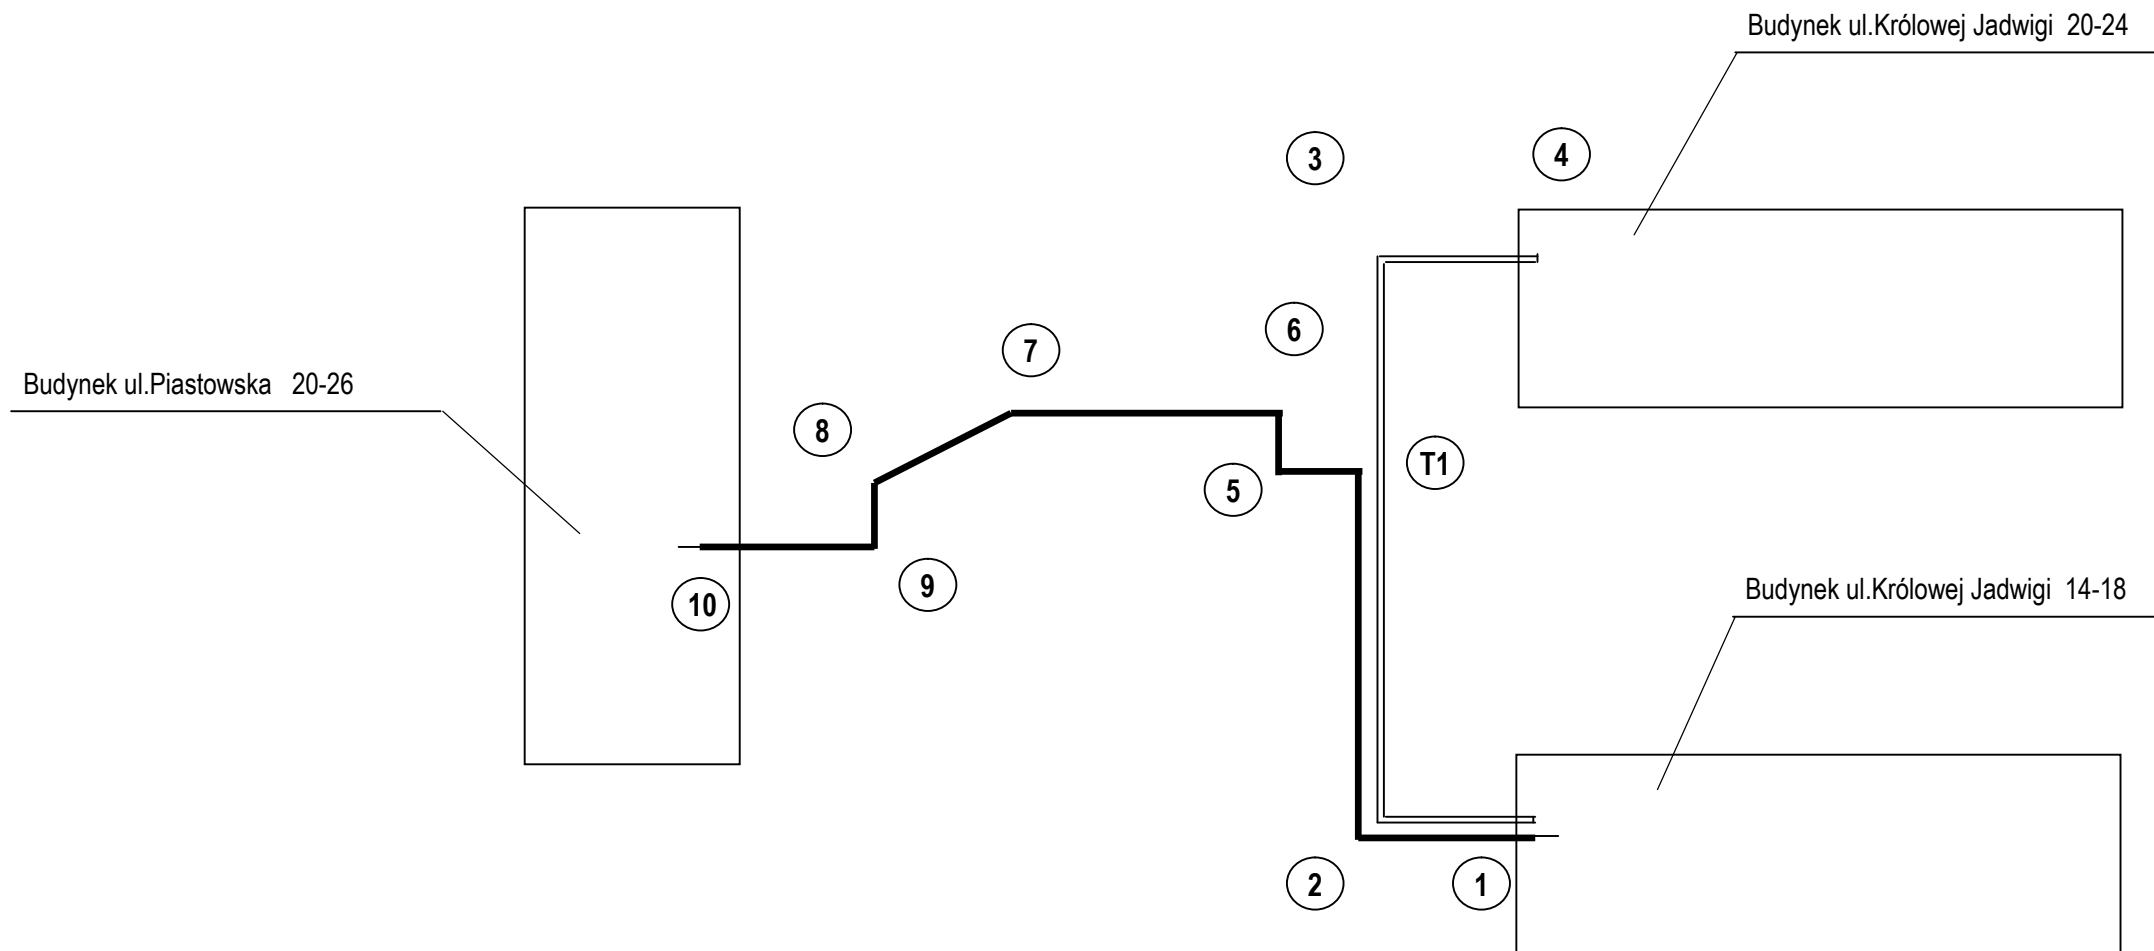 Budynek ul.Królowej Jadwigi 20-24
3
4
6
7
Budynek ul.Piastowska 20-26
8
T1
5
9
10
Budynek ul.Królowej Jadwigi 14-18
2
1